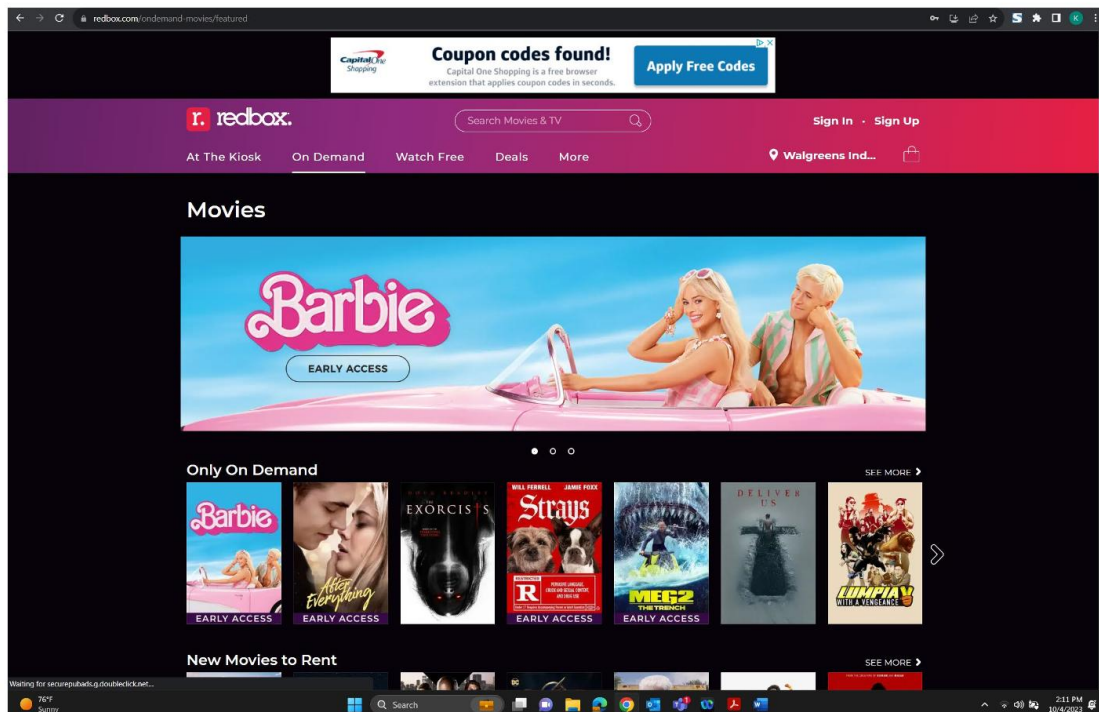 redbox.com/ondemand-movies/featured
K
Capital One
Shopping
Coupon codes found!
Capital One Shopping is a free browser
extension that applies coupon codes in seconds.
Apply Free Codes
r. redbox.
Search Movies & TV
Sign In · Sign Up
At The Kiosk
On Demand
Watch Free
Deals
More
Walgreens Ind...
Movies
Barbie
EARLY ACCESS
Only On Demand
SEE MORE
Barbie
EARLY ACCESS
After
Everything
EARLY ACCESS
THE
EXORCISTS
WILL FERRELL JAMIE FOXX
Strays
R
EARLY ACCESS
MEG2
THE TRENCH
EARLY ACCESS
DELIVER
US
LUMPIA
WITH A VENGEANCE
New Movies to Rent
SEE MORE
Waiting for securepubads.g.doubleclick.net...
76°F
Sunny
Search
2:11 PM
10/4/2023